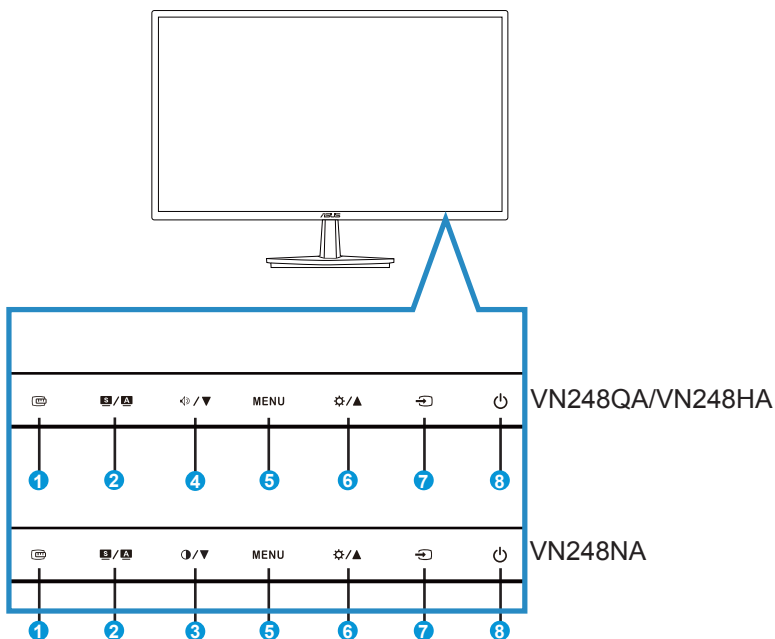 ASUS
S / A / MENU / VN248QA/VN248HA
1 2 4 5 6 7 8
S / A / MENU / VN248NA
1 2 3 5 6 7 8